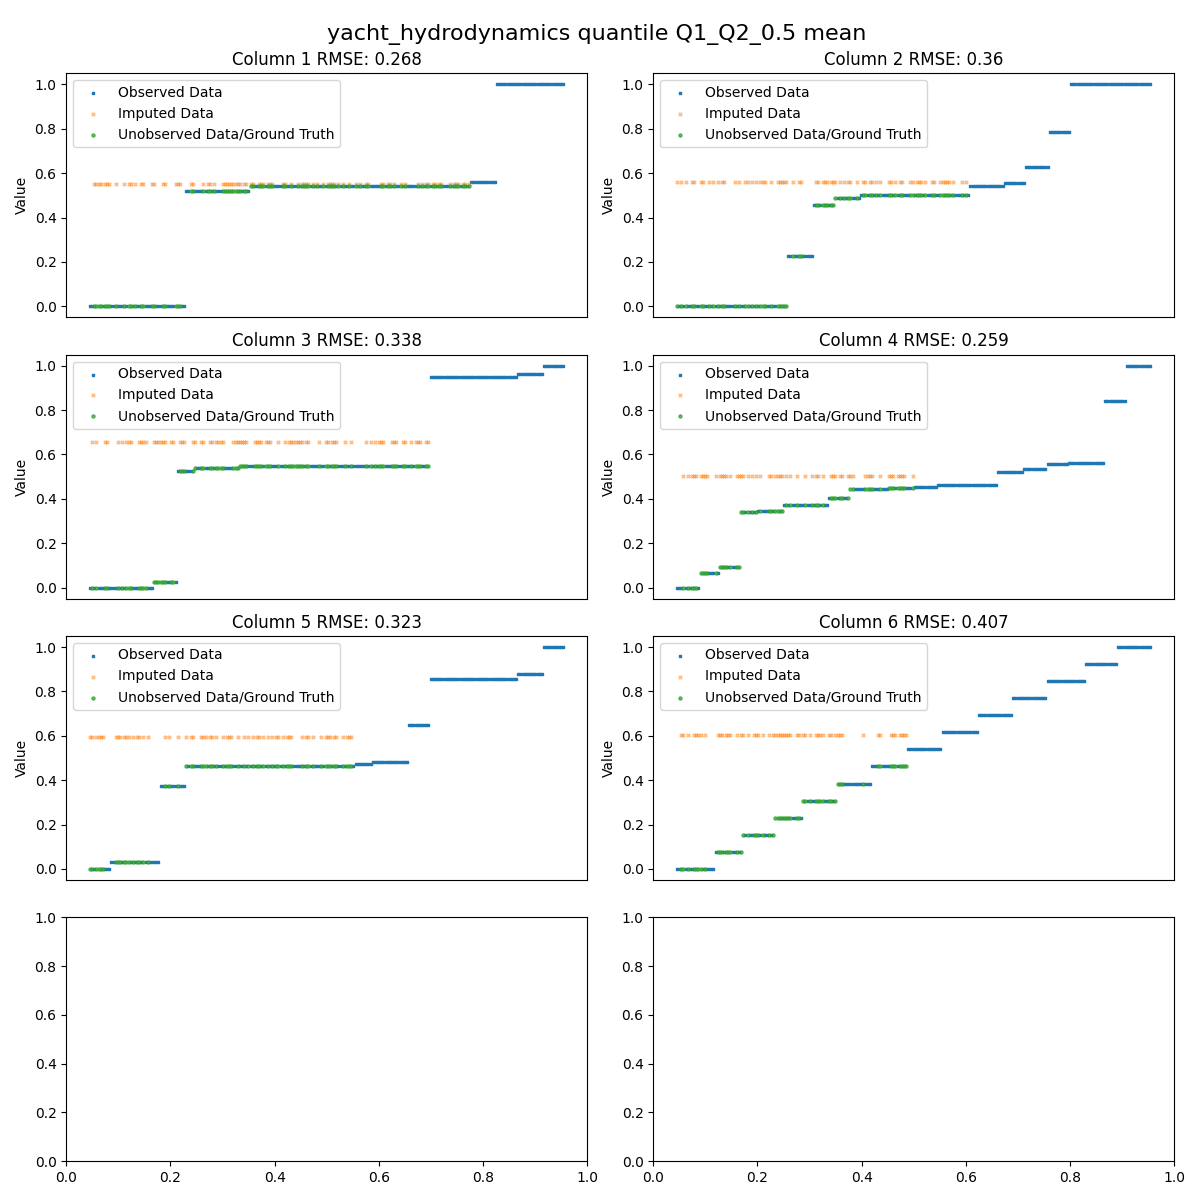 yacht_hydrodynamics quantile Q1_Q2_0.5 mean
Column 1 RMSE: 0.268
1.0
0.8
0.6
0.4
0.2
0.0
Value
Observed Data
Imputed Data
Unobserved Data/Ground Truth
Column 2 RMSE: 0.36
1.0
0.8
0.6
0.4
0.2
0.0
Value
Observed Data
Imputed Data
Unobserved Data/Ground Truth
Column 3 RMSE: 0.338
1.0
0.8
0.6
0.4
0.2
0.0
Value
Observed Data
Imputed Data
Unobserved Data/Ground Truth
Column 4 RMSE: 0.259
1.0
0.8
0.6
0.4
0.2
0.0
Value
Observed Data
Imputed Data
Unobserved Data/Ground Truth
Column 5 RMSE: 0.323
1.0
0.8
0.6
0.4
0.2
0.0
Value
Observed Data
Imputed Data
Unobserved Data/Ground Truth
Column 6 RMSE: 0.407
1.0
0.8
0.6
0.4
0.2
0.0
Value
Observed Data
Imputed Data
Unobserved Data/Ground Truth
1.0
0.8
0.6
0.4
0.2
0.0
0.0 0.2 0.4 0.6 0.8 1.0
1.0
0.8
0.6
0.4
0.2
0.0
0.0 0.2 0.4 0.6 0.8 1.0